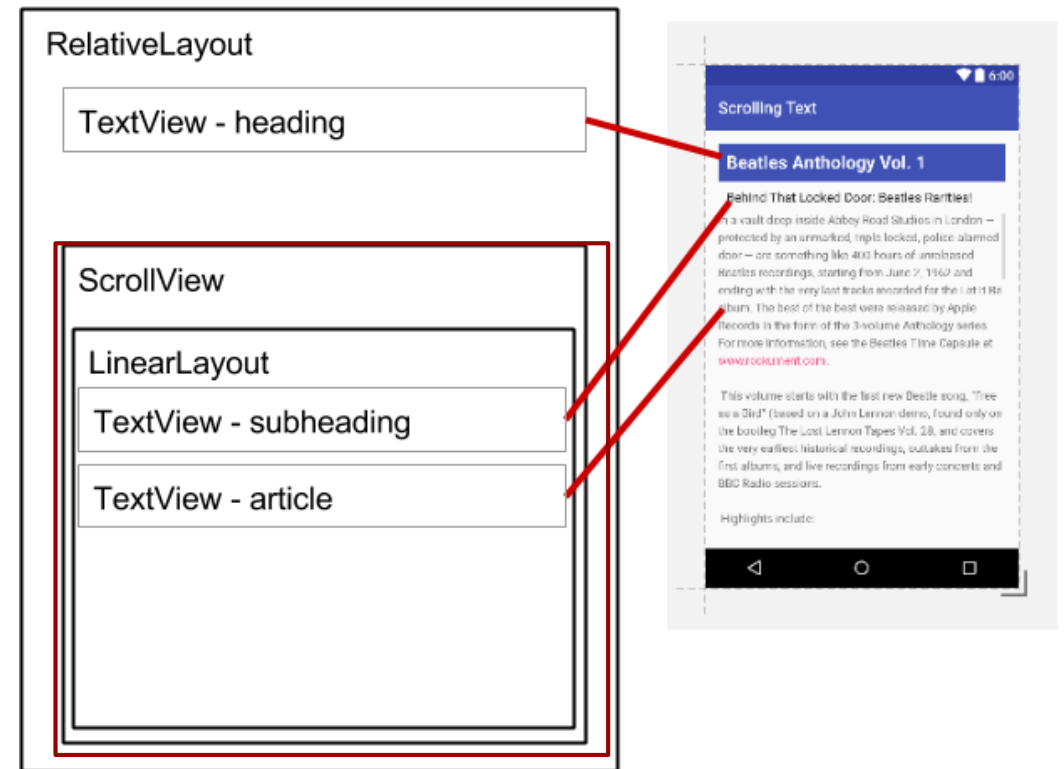 RelativeLayout
TextView - heading
ScrollView
LinearLayout
TextView - subheading
TextView - article
6:00
Scrolling Text
Beatles Anthology Vol. 1
Behind That Locked Door: Beatles Rarities!
In a vault deep inside Abbey Road Studios in London —
protected by an unmarked, triple locked, police alarmed
door — are something like 400 hours of unreleased
Beatles recordings, starting from June 2, 1962 and
ending with the very last tracks recorded for the Let It Be
album. The best of the best were released by Apple
Records in the form of the 3-volume Anthology series.
For more information, see the Beatles Time Capsule at
www.rockument.com.
This volume starts with the first new Beatle song, "Free
as a Bird" (based on a John Lennon demo, found only on
the bootleg The Lost Lennon Tapes Vol. 28, and covers
the very earliest historical recordings, outtakes from the
first albums, and live recordings from early concerts and
BBC Radio sessions.
Highlights include: